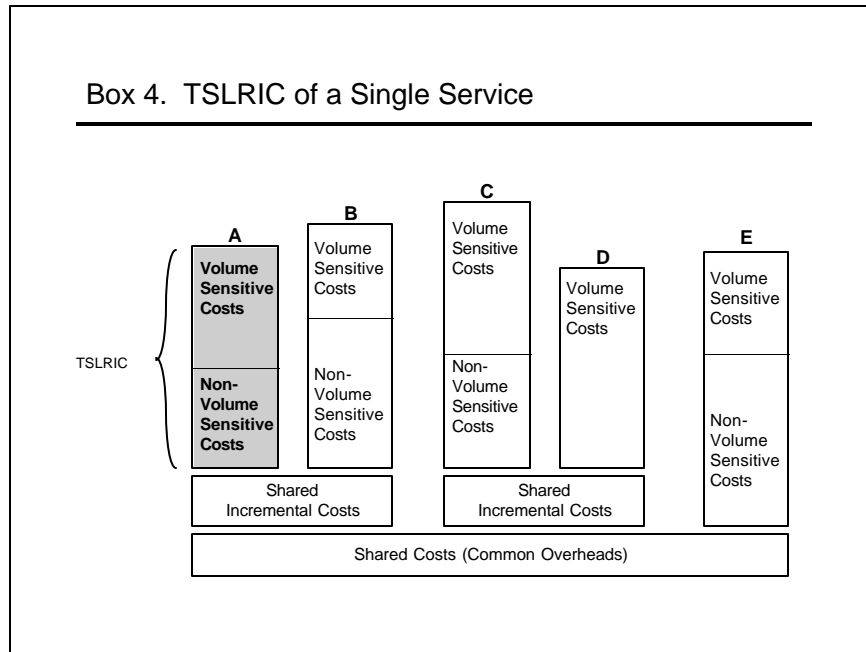 Box 4. TSLRIC of a Single Service
A
Volume
Sensitive
Costs
Non-
Volume
Sensitive
Costs
TSLRIC
B
Volume
Sensitive
Costs
Non-
Volume
Sensitive
Costs
Shared
Incremental Costs
C
Volume
Sensitive
Costs
Non-
Volume
Sensitive
Costs
D
Volume
Sensitive
Costs
Shared
Incremental Costs
E
Volume
Sensitive
Costs
Non-
Volume
Sensitive
Costs
Shared Costs (Common Overheads)